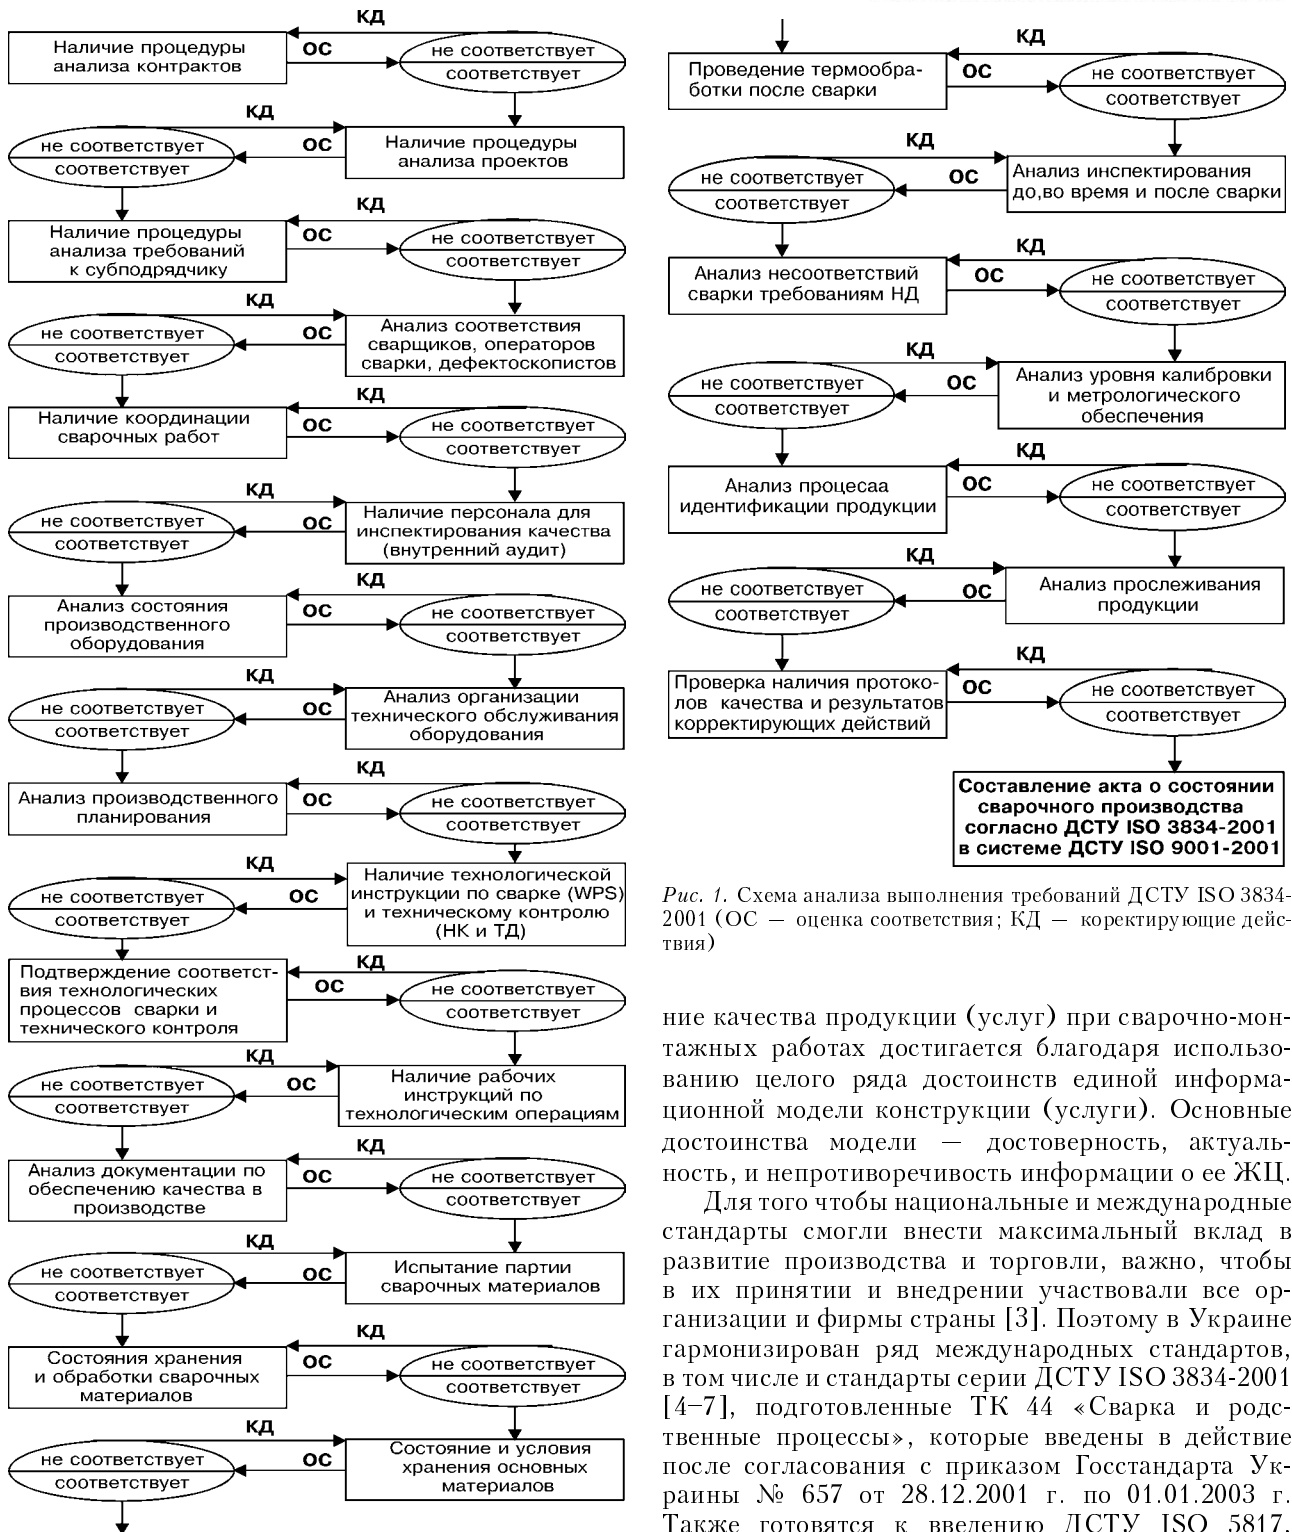 КД
Наличие процедуры
анализа контрактов
ОС
не соответствует
соответствует
КД
не соответствует
соответствует
ОС
Наличие процедуры
анализа проектов
КД
Наличие процедуры
анализа требований
к субподрядчику
ОС
не соответствует
соответствует
КД
не соответствует
соответствует
ОС
Анализ соответствия
сварщиков, операторов
сварки, дефектоскопистов
КД
Наличие координации
сварочных работ
ОС
не соответствует
соответствует
КД
не соответствует
соответствует
ОС
Наличие персонала для
инспектирования качества
(внутренний аудит)
КД
Анализ состояния
производственного
оборудования
ОС
не соответствует
соответствует
КД
не соответствует
соответствует
ОС
Анализ организации
технического обслуживания
оборудования
КД
Анализ производственного
планирования
ОС
не соответствует
соответствует
КД
не соответствует
соответствует
ОС
Наличие технологической
инструкции по сварке (WPS)
и техническому контролю
(НК и ТД)
КД
Подтверждение соответст-
вия технологических
процессов сварки и
технического контроля
ОС
не соответствует
соответствует
КД
не соответствует
соответствует
ОС
Наличие рабочих
инструкций по
технологическим операциям
КД
Анализ документации по
обеспечению качества в
производстве
ОС
не соответствует
соответствует
КД
не соответствует
соответствует
ОС
Испытание партии
сварочных материалов
КД
Состояния хранения
и обработки сварочных
материалов
ОС
не соответствует
соответствует
КД
не соответствует
соответствует
ОС
Состояние и условия
хранения основных
материалов
КД
Проведение термообра-
ботки после сварки
ОС
не соответствует
соответствует
КД
не соответствует
соответствует
ОС
Анализ инспектирования
до,во время и после сварки
КД
Анализ несоответствий
сварки требованиям НД
ОС
не соответствует
соответствует
КД
не соответствует
соответствует
ОС
Анализ уровня калибровки
и метрологического
обеспечения
КД
Анализ процесаа
идентификации продукции
ОС
не соответствует
соответствует
КД
не соответствует
соответствует
ОС
Анализ прослеживания
продукции
КД
Проверка наличия протоко-
лов качества и результатов
корректирующих действий
ОС
не соответствует
соответствует
Составление акта о состоянии
сварочного производства
согласно ДСТУ ISO 3834-2001
в системе ДСТУ ISO 9001-2001
Рис. 1. Схема анализа выполнения требований ДСТУ ISO 3834-
2001 (ОС — оценка соответствия; КД — коректирующие дейс-
твия)
ние качества продукции (услуг) при сварочно-мон-
тажных работах достигается благодаря использо-
ванию целого ряда достоинств единой информа-
ционной модели конструкции (услуги). Основные
достоинства модели — достоверность, актуаль-
ность, и непротиворечивость информации о ее ЖЦ.
Для того чтобы национальные и международные
стандарты смогли внести максимальный вклад в
развитие производства и торговли, важно, чтобы
в их принятии и внедрении участвовали все ор-
ганизации и фирмы страны [3]. Поэтому в Украине
гармонизирован ряд международных стандартов,
в том числе и стандарты серии ДСТУ ISO 3834-2001
[4–7], подготовленные ТК 44 «Сварка и родс-
твенные процессы», которые введены в действие
после согласования с приказом Госстандарта Ук-
раины № 657 от 28.12.2001 г. по 01.01.2003 г.
Также готовятся к введению ДСТУ ISO 5817,